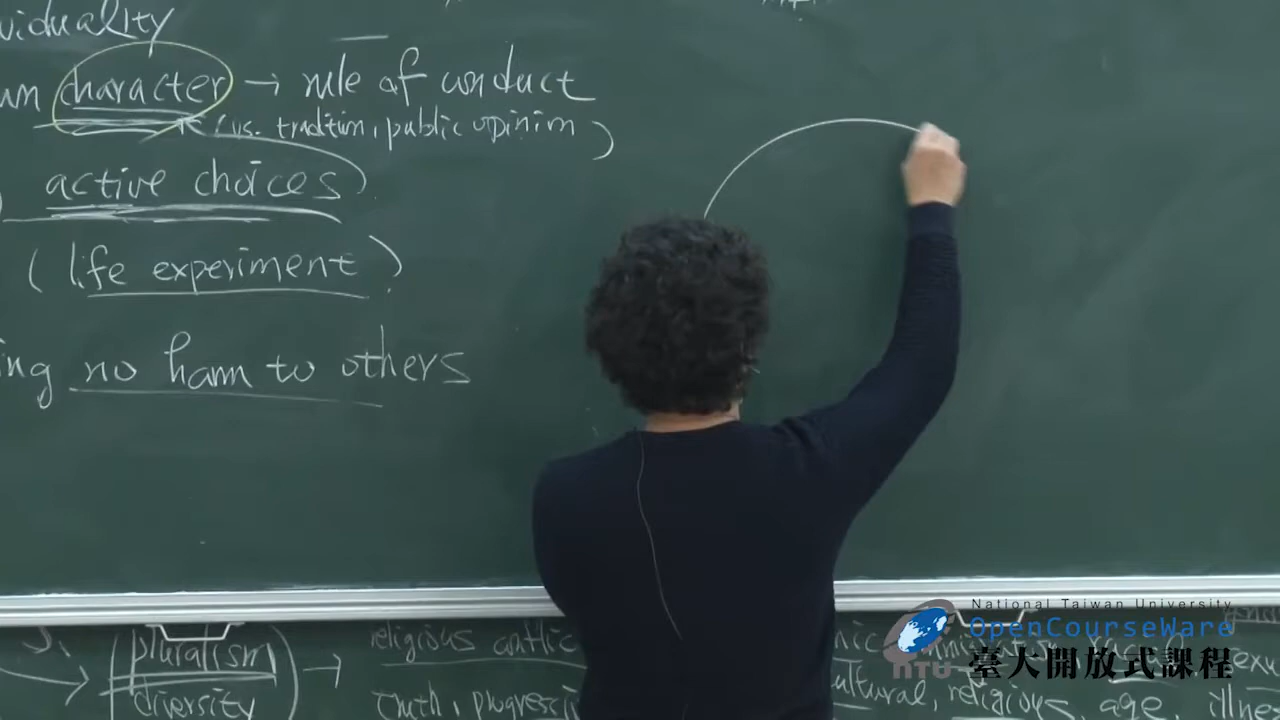 viduality
an character → rule of conduct
(vs. tradition, public opinion)
active choices
(life experiment)
ing no harm to others
pluralism →
diversity
religious conflic
truth, progressi
ultural, religious, age, illne
National Taiwan University
OpenCourseWare
臺大開放式課程
NTU